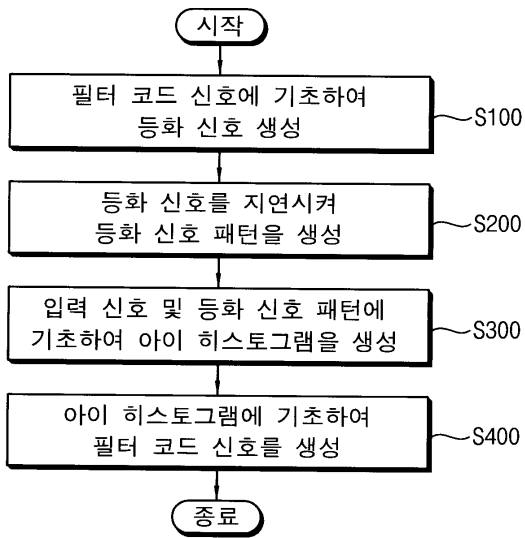 시작
필터 코드 신호에 기초하여
등화 신호 생성
S100
등화 신호를 지연시켜
등화 신호 패턴을 생성
S200
입력 신호 및 등화 신호 패턴에
기초하여 아이 히스토그램을 생성
S300
아이 히스토그램에 기초하여
필터 코드 신호를 생성
S400
종료